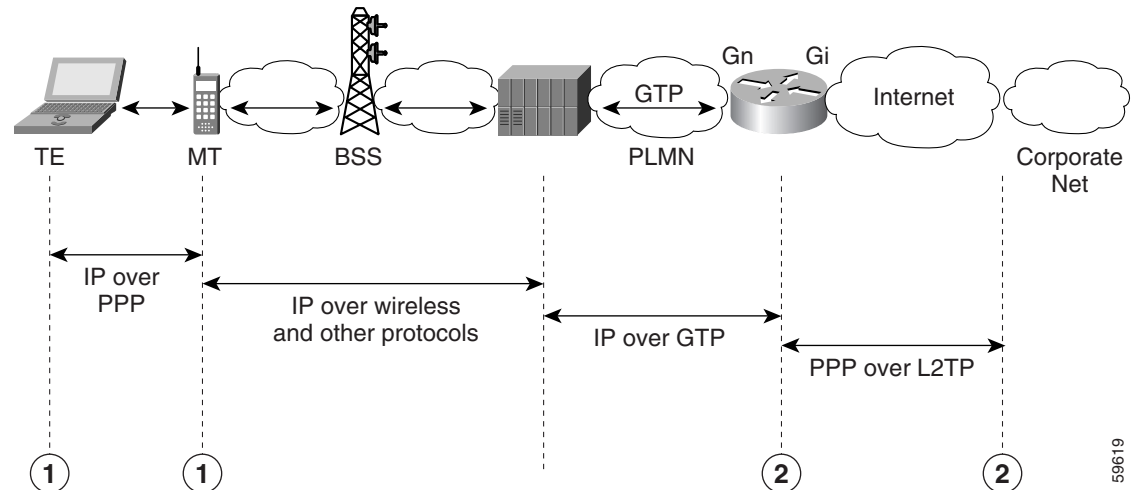 Gn Gi
GTP
Internet
TE
MT
BSS
PLMN
Corporate
Net
IP over
PPP
IP over wireless
and other protocols
IP over GTP
PPP over L2TP
1
1
2
2
59619